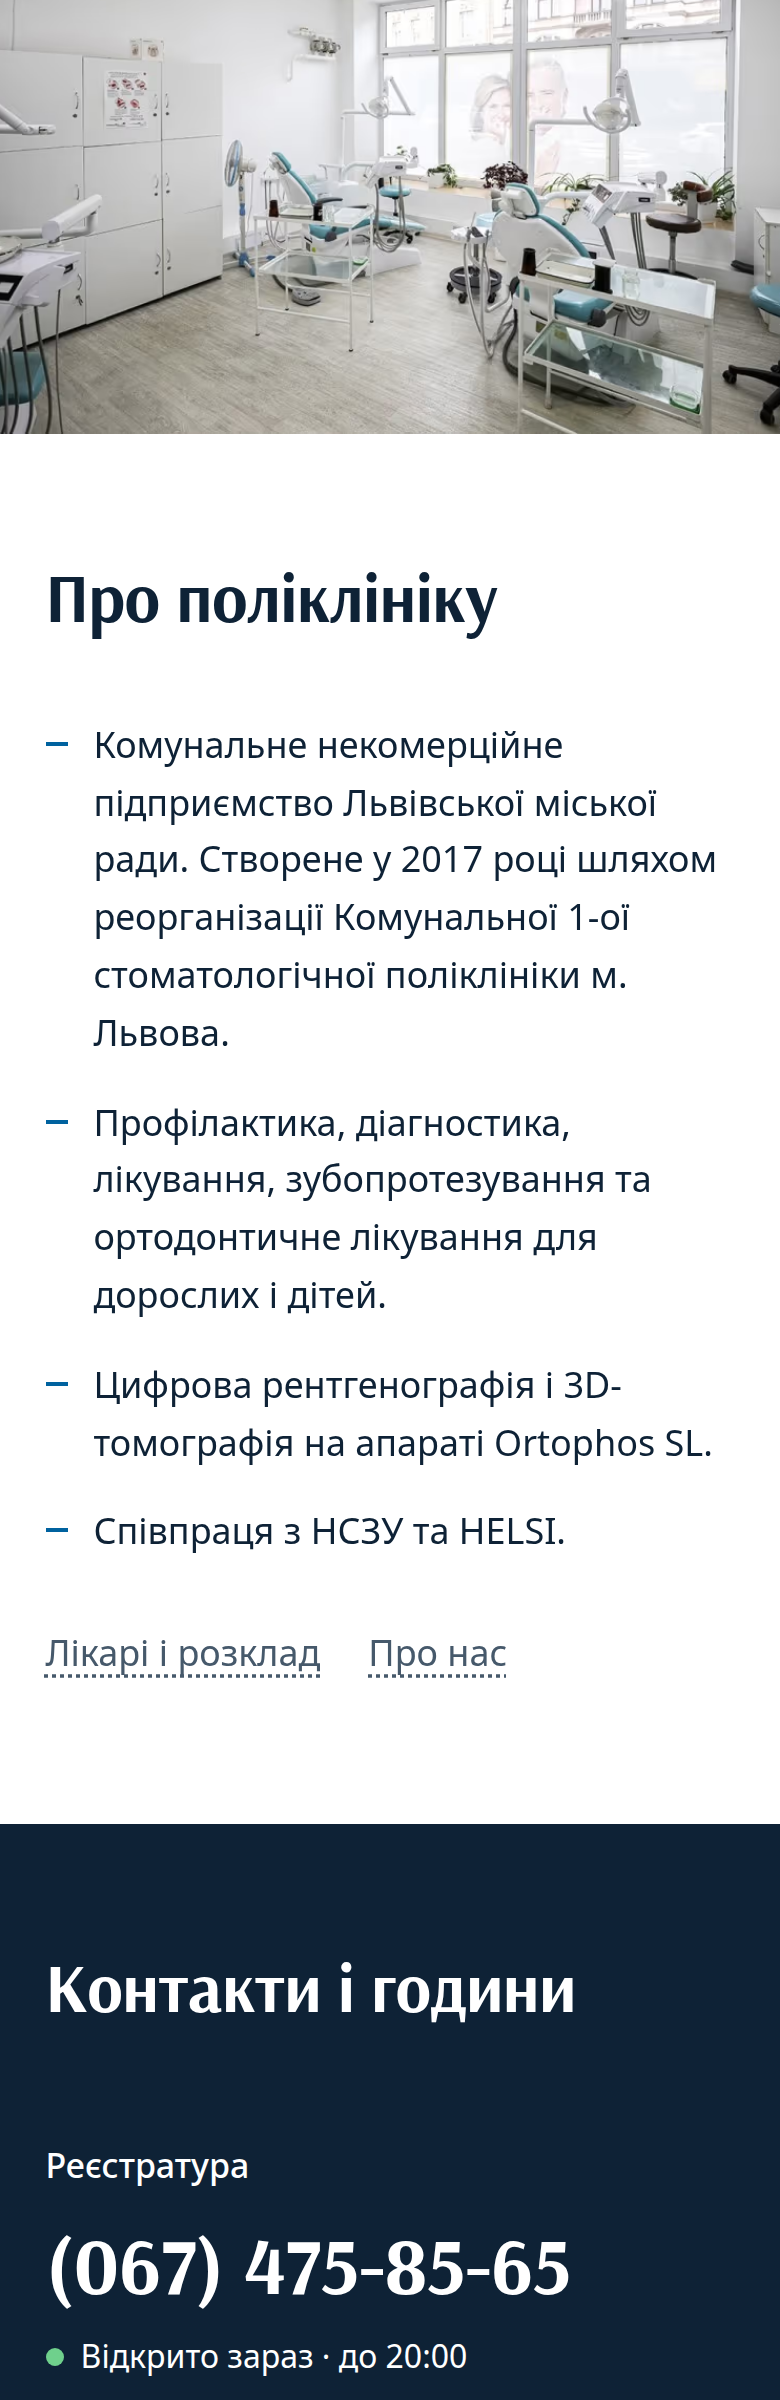 Про поліклініку
Комунальне некомерційне
підприємство Львівської міської
ради. Створене у 2017 році шляхом
реорганізації Комунальної 1-ої
стоматологічної поліклініки м.
Львова.
Профілактика, діагностика,
лікування, зубопротезування та
ортодонтичне лікування для
дорослих і дітей.
Цифрова рентгенографія і 3D-
томографія на апараті Ortophos SL.
Співпраця з НСЗУ та HELSI.
Лікарі і розклад Про нас
Контакти і години
Реєстратура
(067) 475-85-65
Відкрито зараз · до 20:00